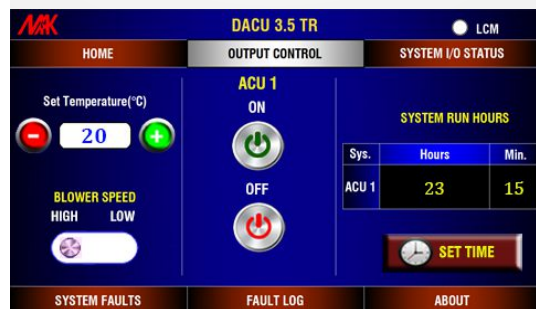 NAK
DACU 3.5 TR
LCM
HOME
OUTPUT CONTROL
SYSTEM I/O STATUS
Set Temperature(°C)
20
BLOWER SPEED
HIGH LOW
ACU 1
ON
OFF
SYSTEM RUN HOURS
Sys. Hours Min.
ACU 1 23 15
SET TIME
SYSTEM FAULTS
FAULT LOG
ABOUT